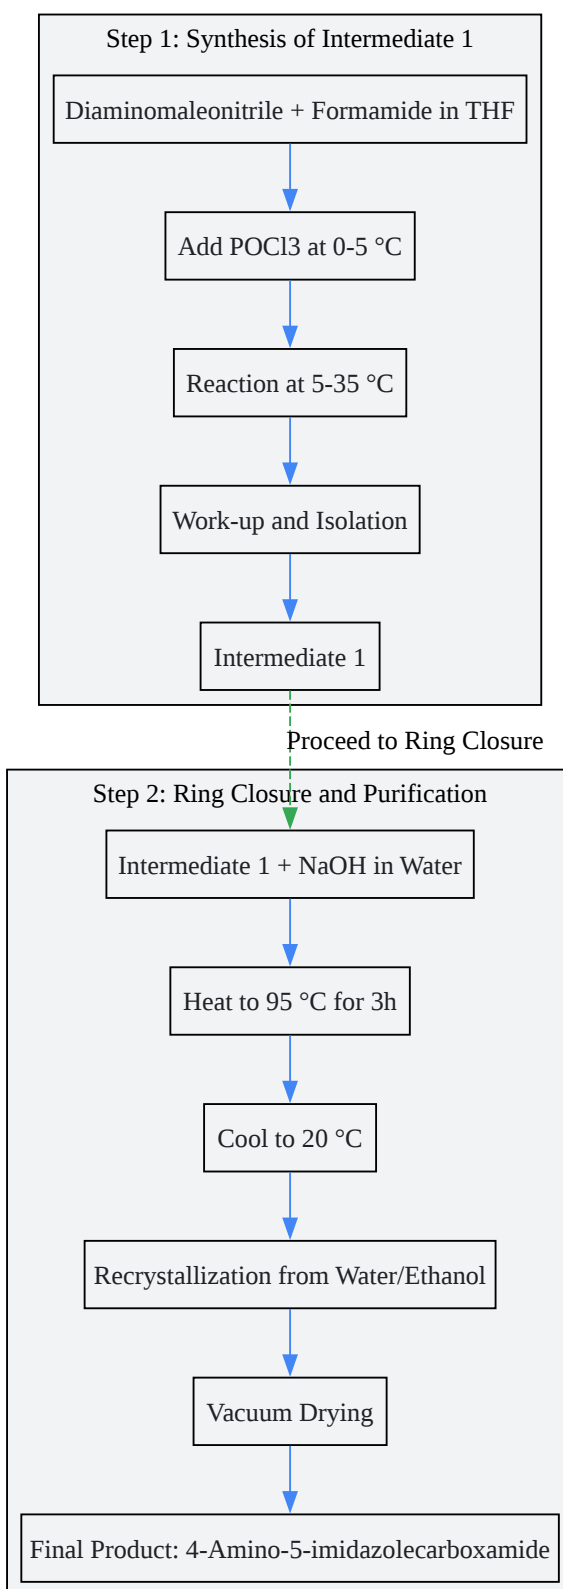 Step 1: Synthesis of Intermediate 1
Diaminomaleonitrile + Formamide in THF
Add POCl3 at 0-5 °C
Reaction at 5-35 °C
Work-up and Isolation
Intermediate 1
Proceed to Ring Closure
Step 2: Ring Closure and Purification
Intermediate 1 + NaOH in Water
Heat to 95 °C for 3h
Cool to 20 °C
Recrystallization from Water/Ethanol
Vacuum Drying
Final Product: 4-Amino-5-imidazolecarboxamide